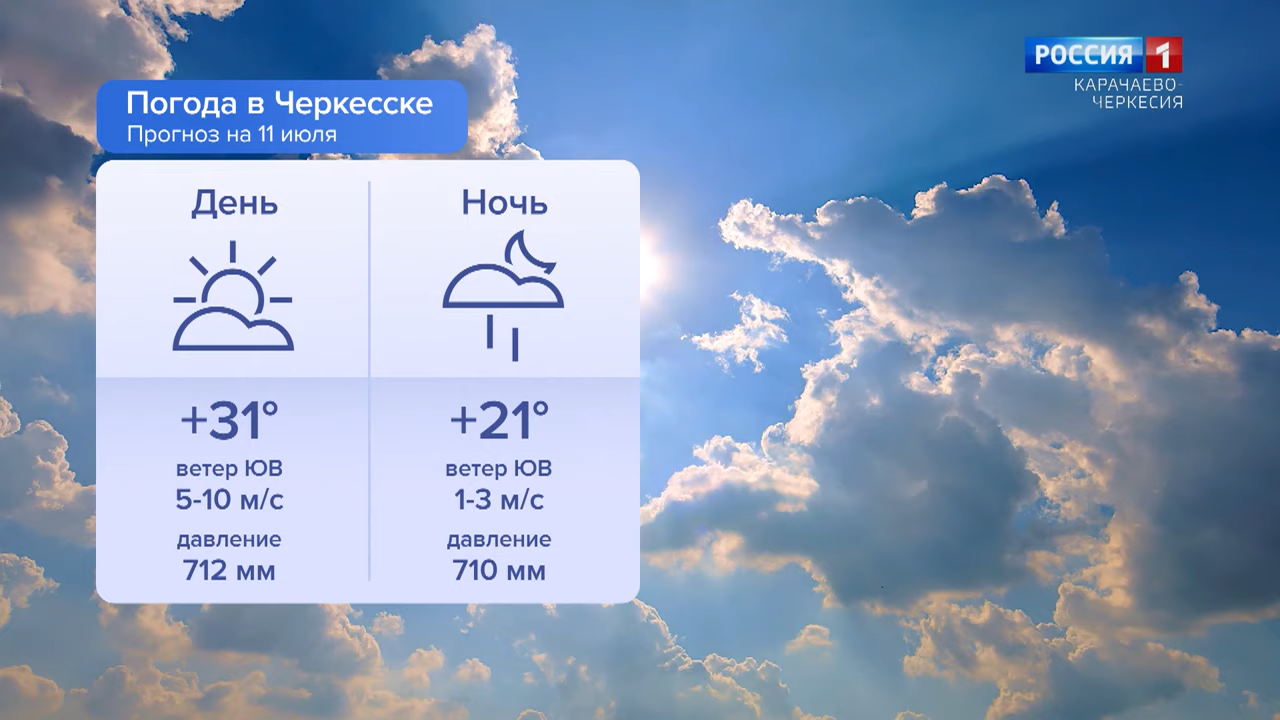 Погода в Черкесске
Прогноз на 11 июля
РОССИЯ 1
КАРАЧАЕВО-
ЧЕРКЕСИЯ
День
+31°
ветер ЮВ
5-10 м/с
давление
712 мм
Ночь
+21°
ветер ЮВ
1-3 м/с
давление
710 мм